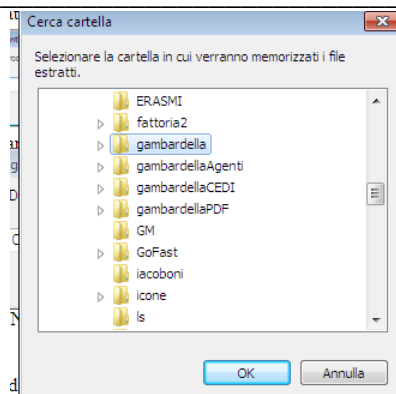 Cerca cartella
Selezionare la cartella in cui verranno memorizzati i file
estratti.
ERASMI
fattoria2
gambardella
gambardellaAgenti
gambardellaCEDI
gambardellaPDF
GM
GoFast
iacoboni
icone
ls
OK
Annulla